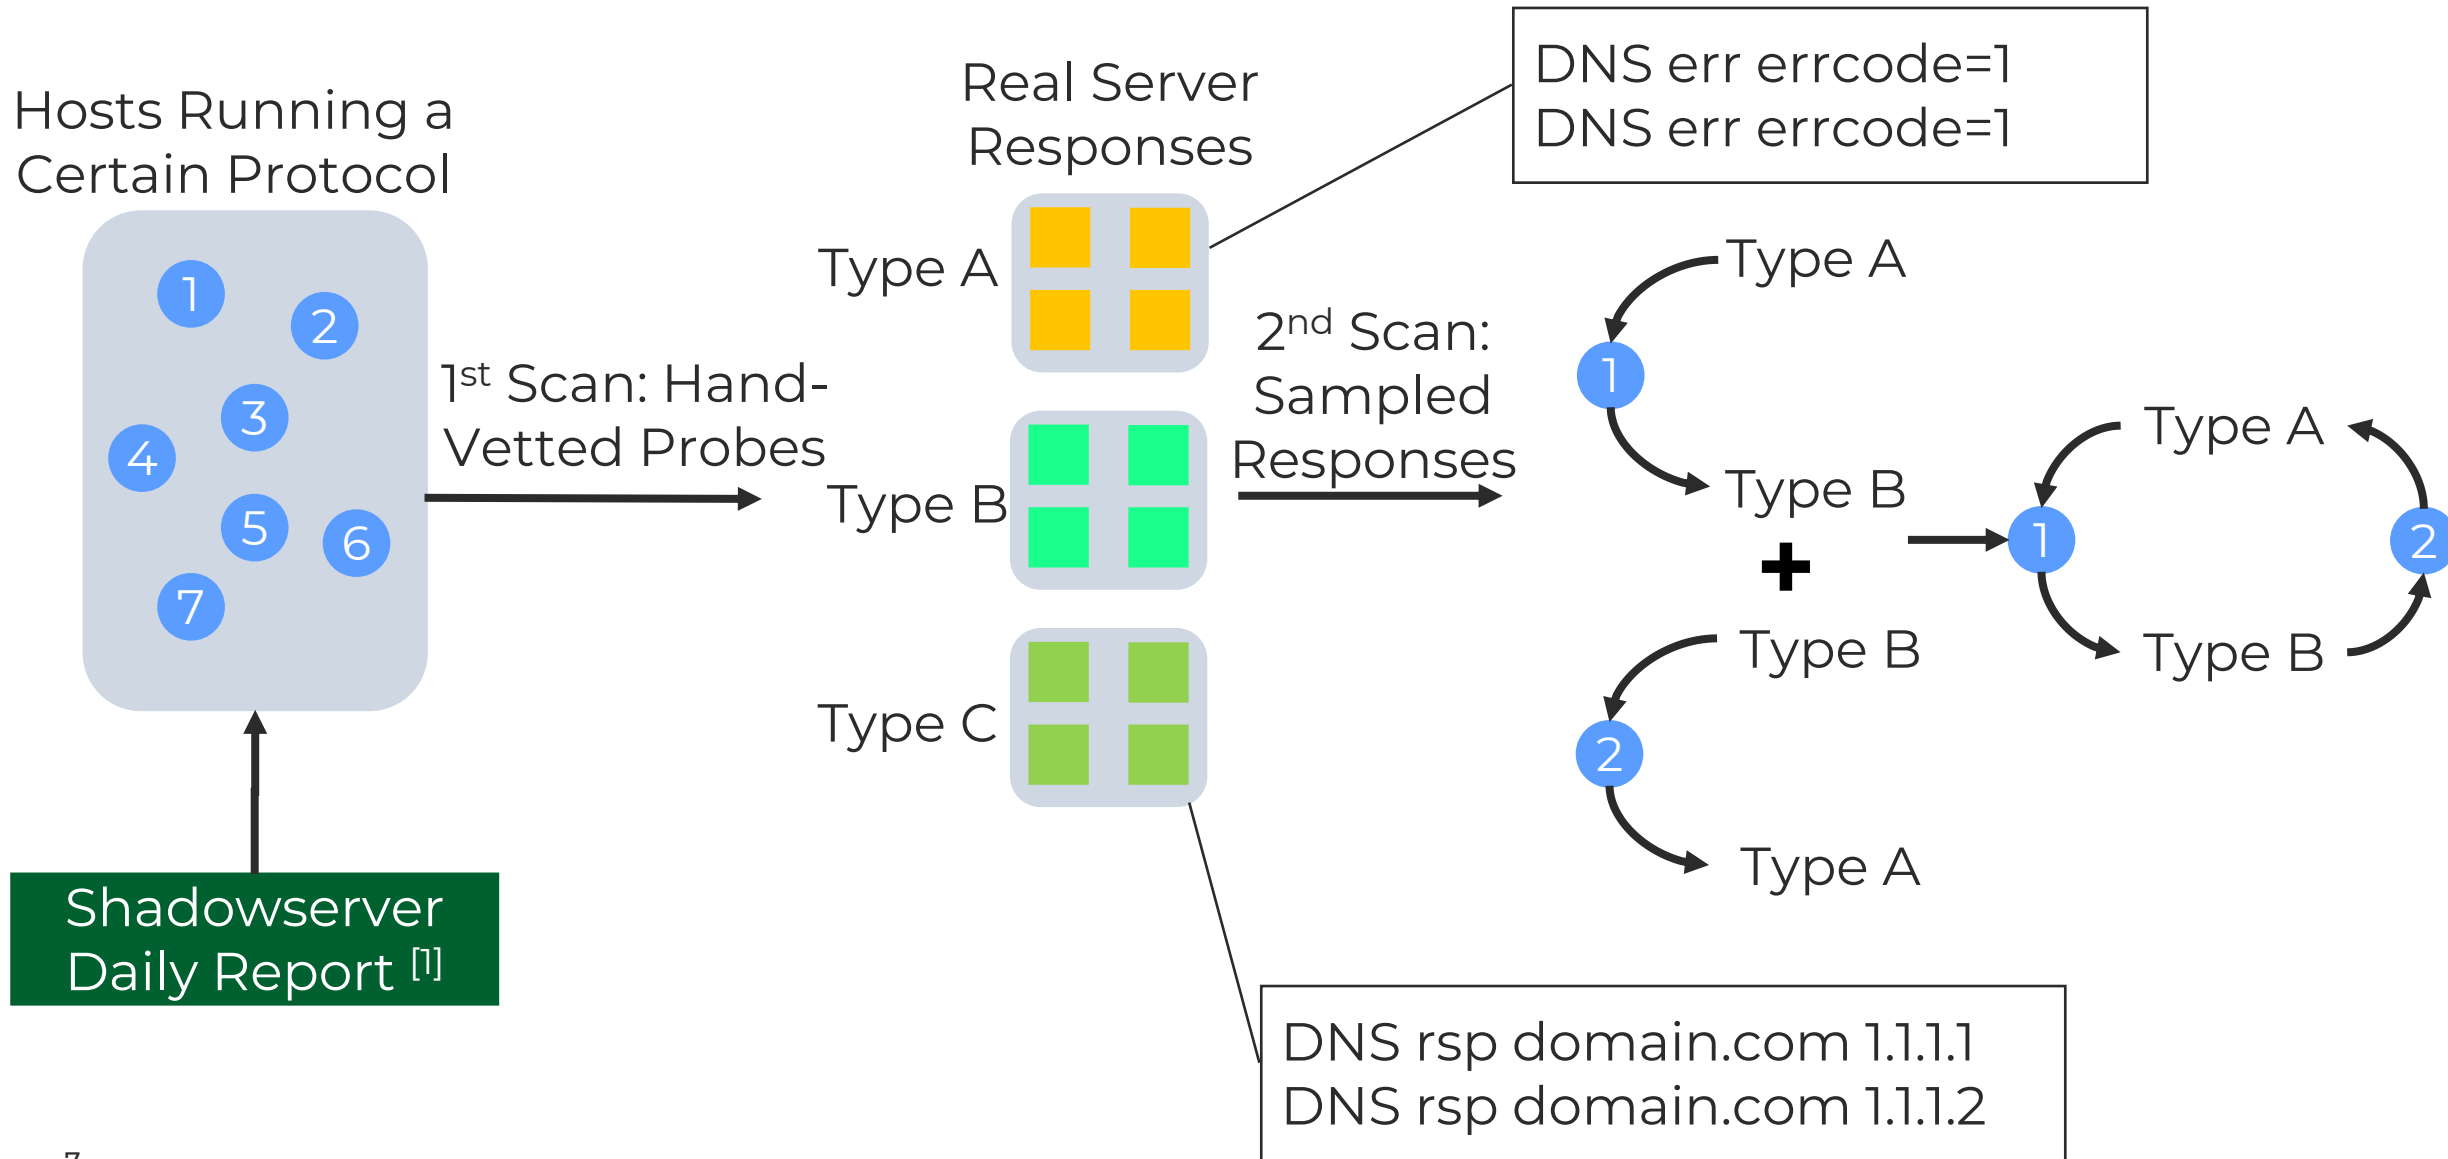 Hosts Running a
Certain Protocol
1
2
3
4
5
6
7
Shadowserver
Daily Report [1]
1st Scan: Hand-
Vetted Probes
Real Server
Responses
Type A
Type B
Type C
DNS err errcode=1
DNS err errcode=1
2nd Scan:
Sampled
Responses
DNS rsp domain.com 1.1.1.1
DNS rsp domain.com 1.1.1.2
Type A
1
Type B
+
Type B
2
Type A
Type A
1
2
Type B
7